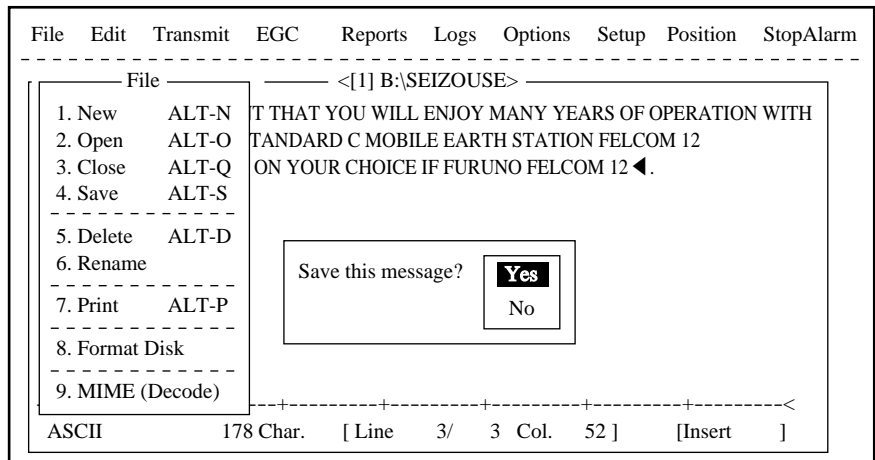 File Edit Transmit EGC Reports Logs Options Setup Position StopAlarm
File
<[1] B:\SEIZOUSE>
1. New ALT-N
2. Open ALT-O
3. Close ALT-Q
4. Save ALT-S
5. Delete ALT-D
6. Rename
7. Print ALT-P
8. Format Disk
9. MIME (Decode)
T THAT YOU WILL ENJOY MANY YEARS OF OPERATION WITH
TANDARD C MOBILE EARTH STATION FELCOM 12
ON YOUR CHOICE IF FURUNO FELCOM 12◀.
Save this message?
Yes
No
ASCII 178 Char. [ Line 3/ 3 Col. 52 ] [Insert ]